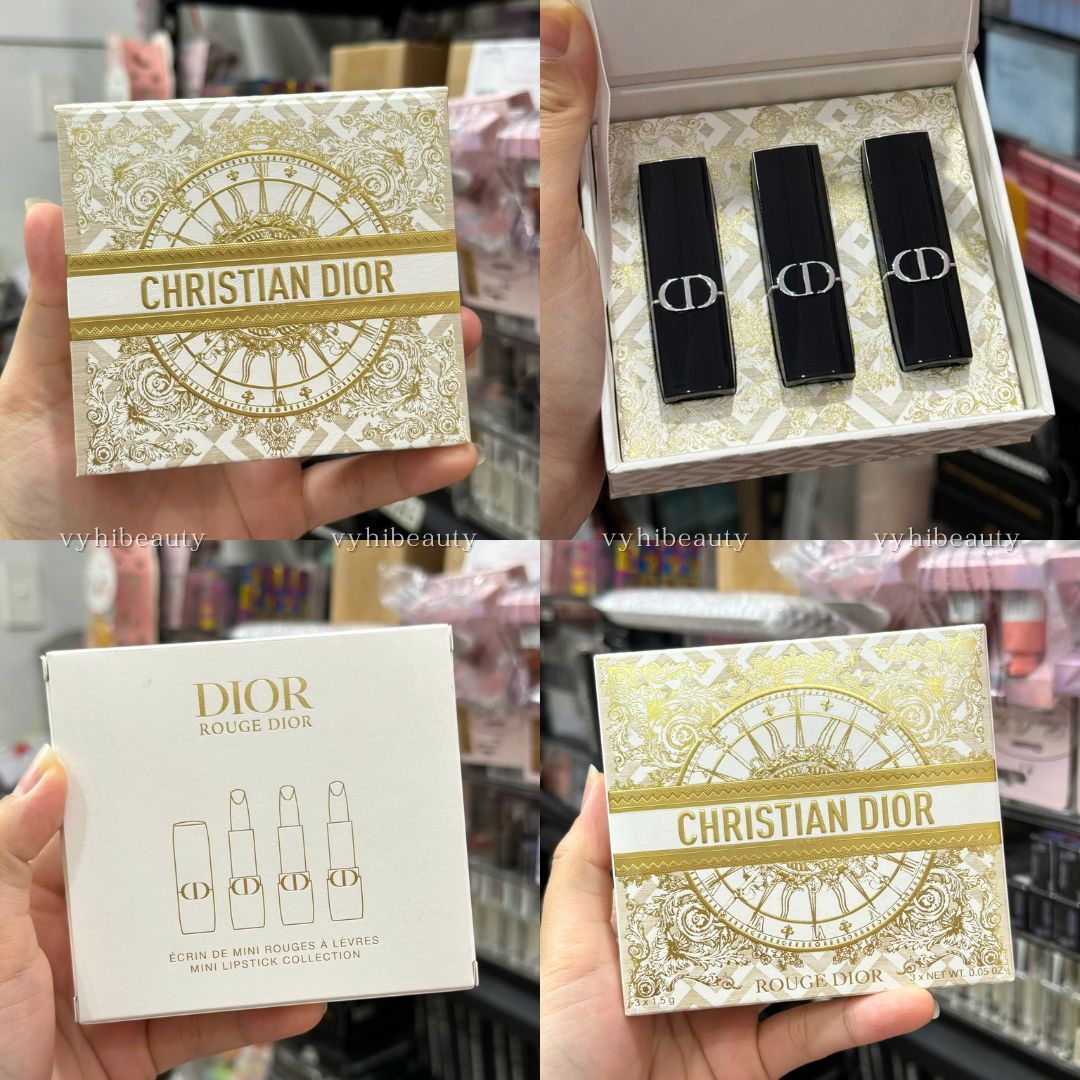 CHRISTIAN DIOR
vyhibeauty
vyhibeauty
vyhibeauty
vyhibeauty
DIOR
ROUGE DIOR
ÉCRIN DE MINI ROUGES À LÈVRES
MINI LIPSTICK COLLECTION
CHRISTIAN DIOR
ROUGE DIOR
3 x 1,5 g
3 x NET WT. 0.05 OZ